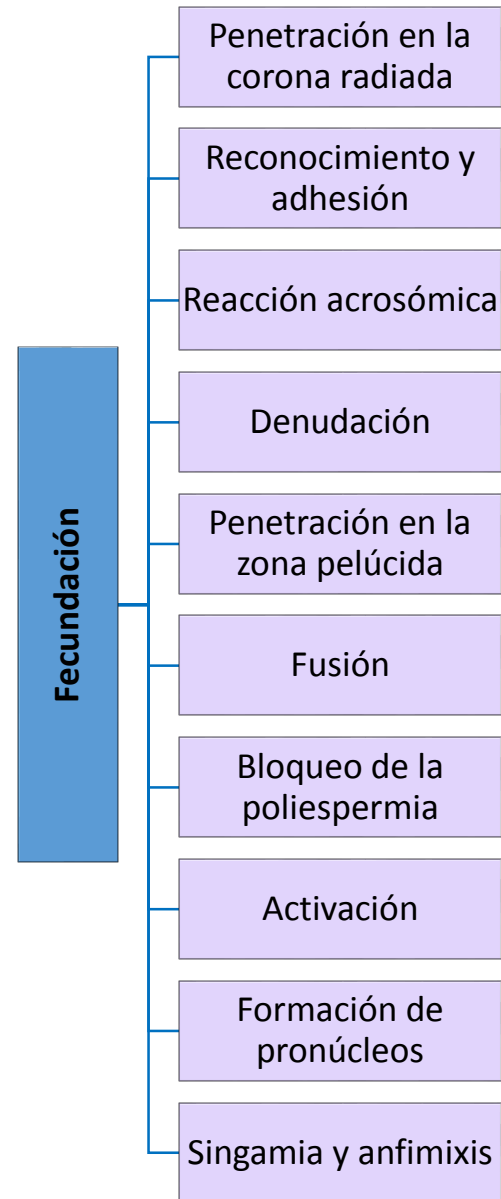 Fecundación
Penetración en la
corona radiada
Reconocimiento y
adhesión
Reacción acrosómica
Denudación
Penetración en la
zona pelúcida
Fusión
Bloqueo de la
poliespermia
Activación
Formación de
pronúcleos
Singamia y anfimixis